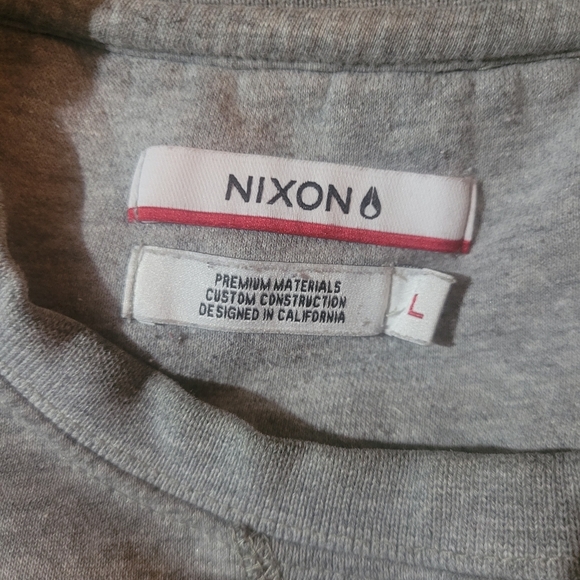 NIXON
PREMIUM MATERIALS
CUSTOM CONSTRUCTION
DESIGNED IN CALIFORNIA
L